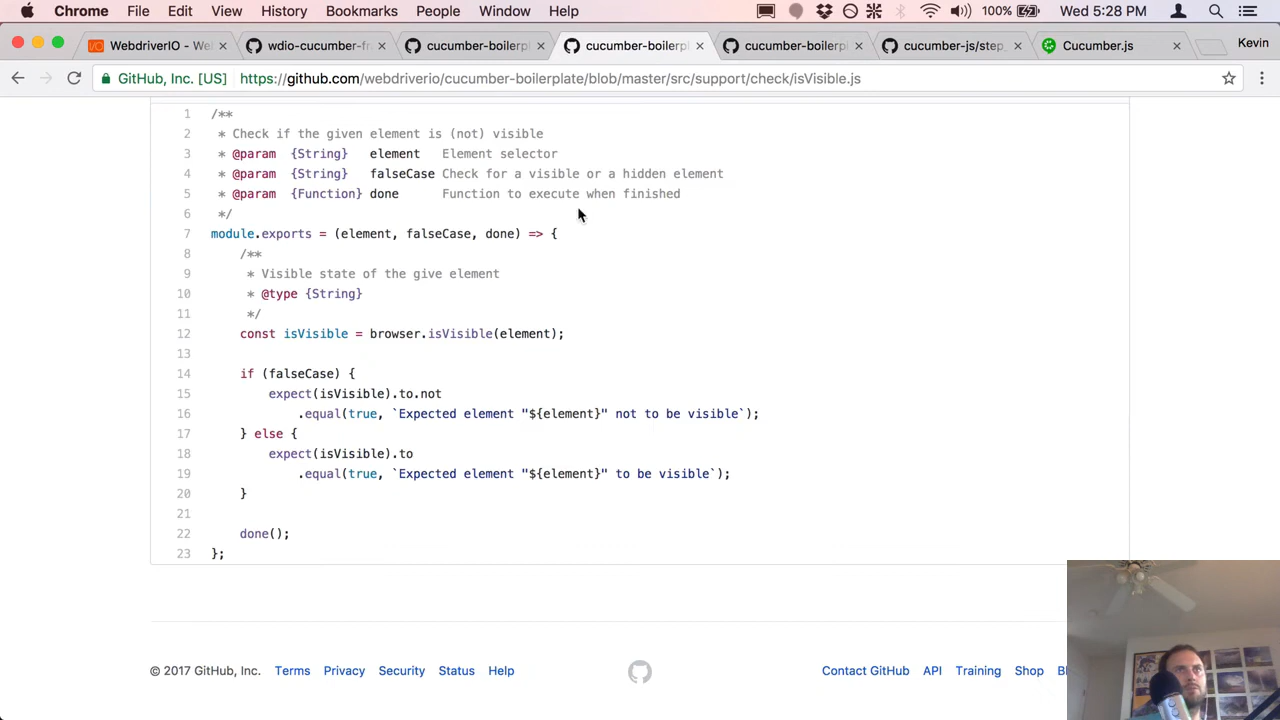 Chrome File Edit View History Bookmarks People Window Help 100% Wed 5:28 PM
WebdriverIO - We
wdio-cucumber-fr
cucumber-boilerpl
cucumber-boilerpl
cucumber-boilerpl
cucumber-js/step_
Cucumber.js
Kevin
GitHub, Inc. [US] https://github.com/webdriverio/cucumber-boilerplate/blob/master/src/support/check/isVisible.js
1 /**
2 * Check if the given element is (not) visible
3 * @param {String} element Element selector
4 * @param {String} falseCase Check for a visible or a hidden element
5 * @param {Function} done Function to execute when finished
6 */
7 module.exports = (element, falseCase, done) => {
8 /**
9 * Visible state of the give element
10 * @type {String}
11 */
12 const isVisible = browser.isVisible(element);
13
14 if (falseCase) {
15 expect(isVisible).to.not
16 .equal(true, `Expected element "${element}" not to be visible`);
17 } else {
18 expect(isVisible).to
19 .equal(true, `Expected element "${element}" to be visible`);
20 }
21
22 done();
23 };
© 2017 GitHub, Inc. Terms Privacy Security Status Help Contact GitHub API Training Shop